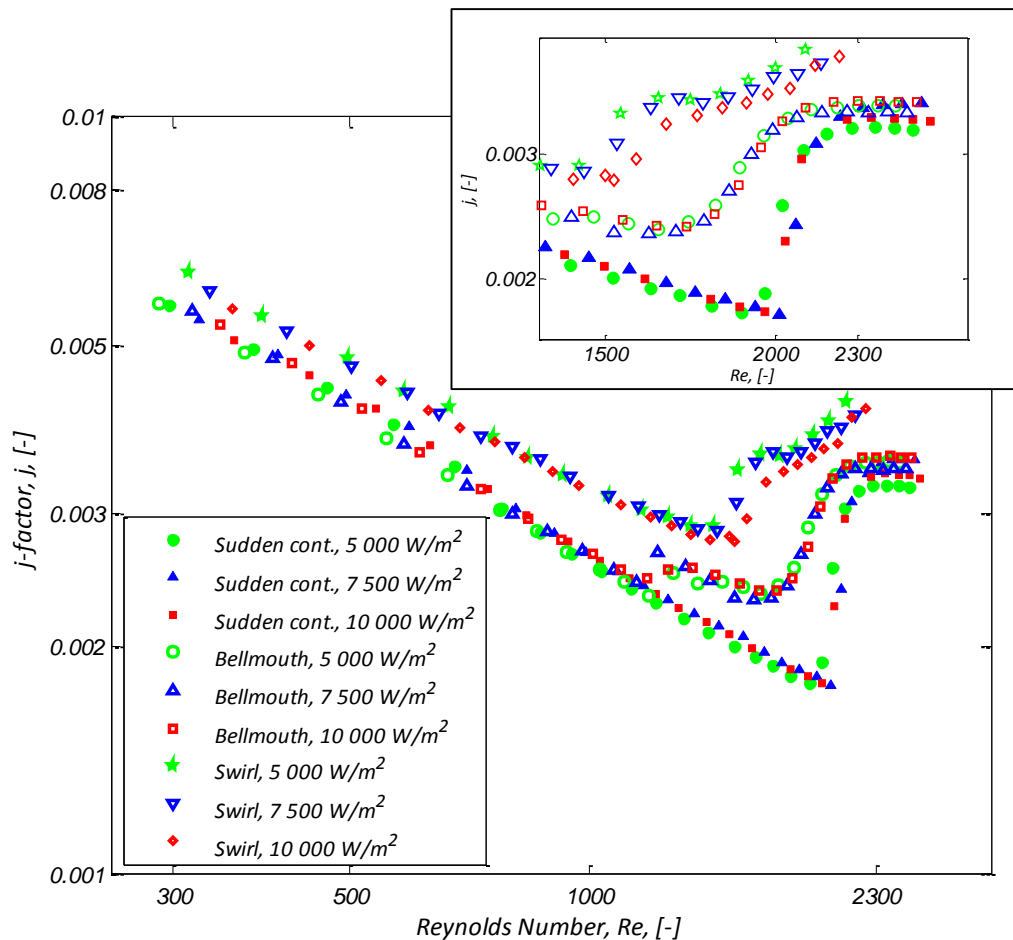 0.003
0.002
j, [-]
1500
2000
2300
Re, [-]
0.01
0.008
0.005
0.003
0.002
0.001
j-factor, j, [-]
Sudden cont., 5 000 W/m²
Sudden cont., 7 500 W/m²
Sudden cont., 10 000 W/m²
Bellmouth, 5 000 W/m²
Bellmouth, 7 500 W/m²
Bellmouth, 10 000 W/m²
Swirl, 5 000 W/m²
Swirl, 7 500 W/m²
Swirl, 10 000 W/m²
300
500
1000
2300
Reynolds Number, Re, [-]